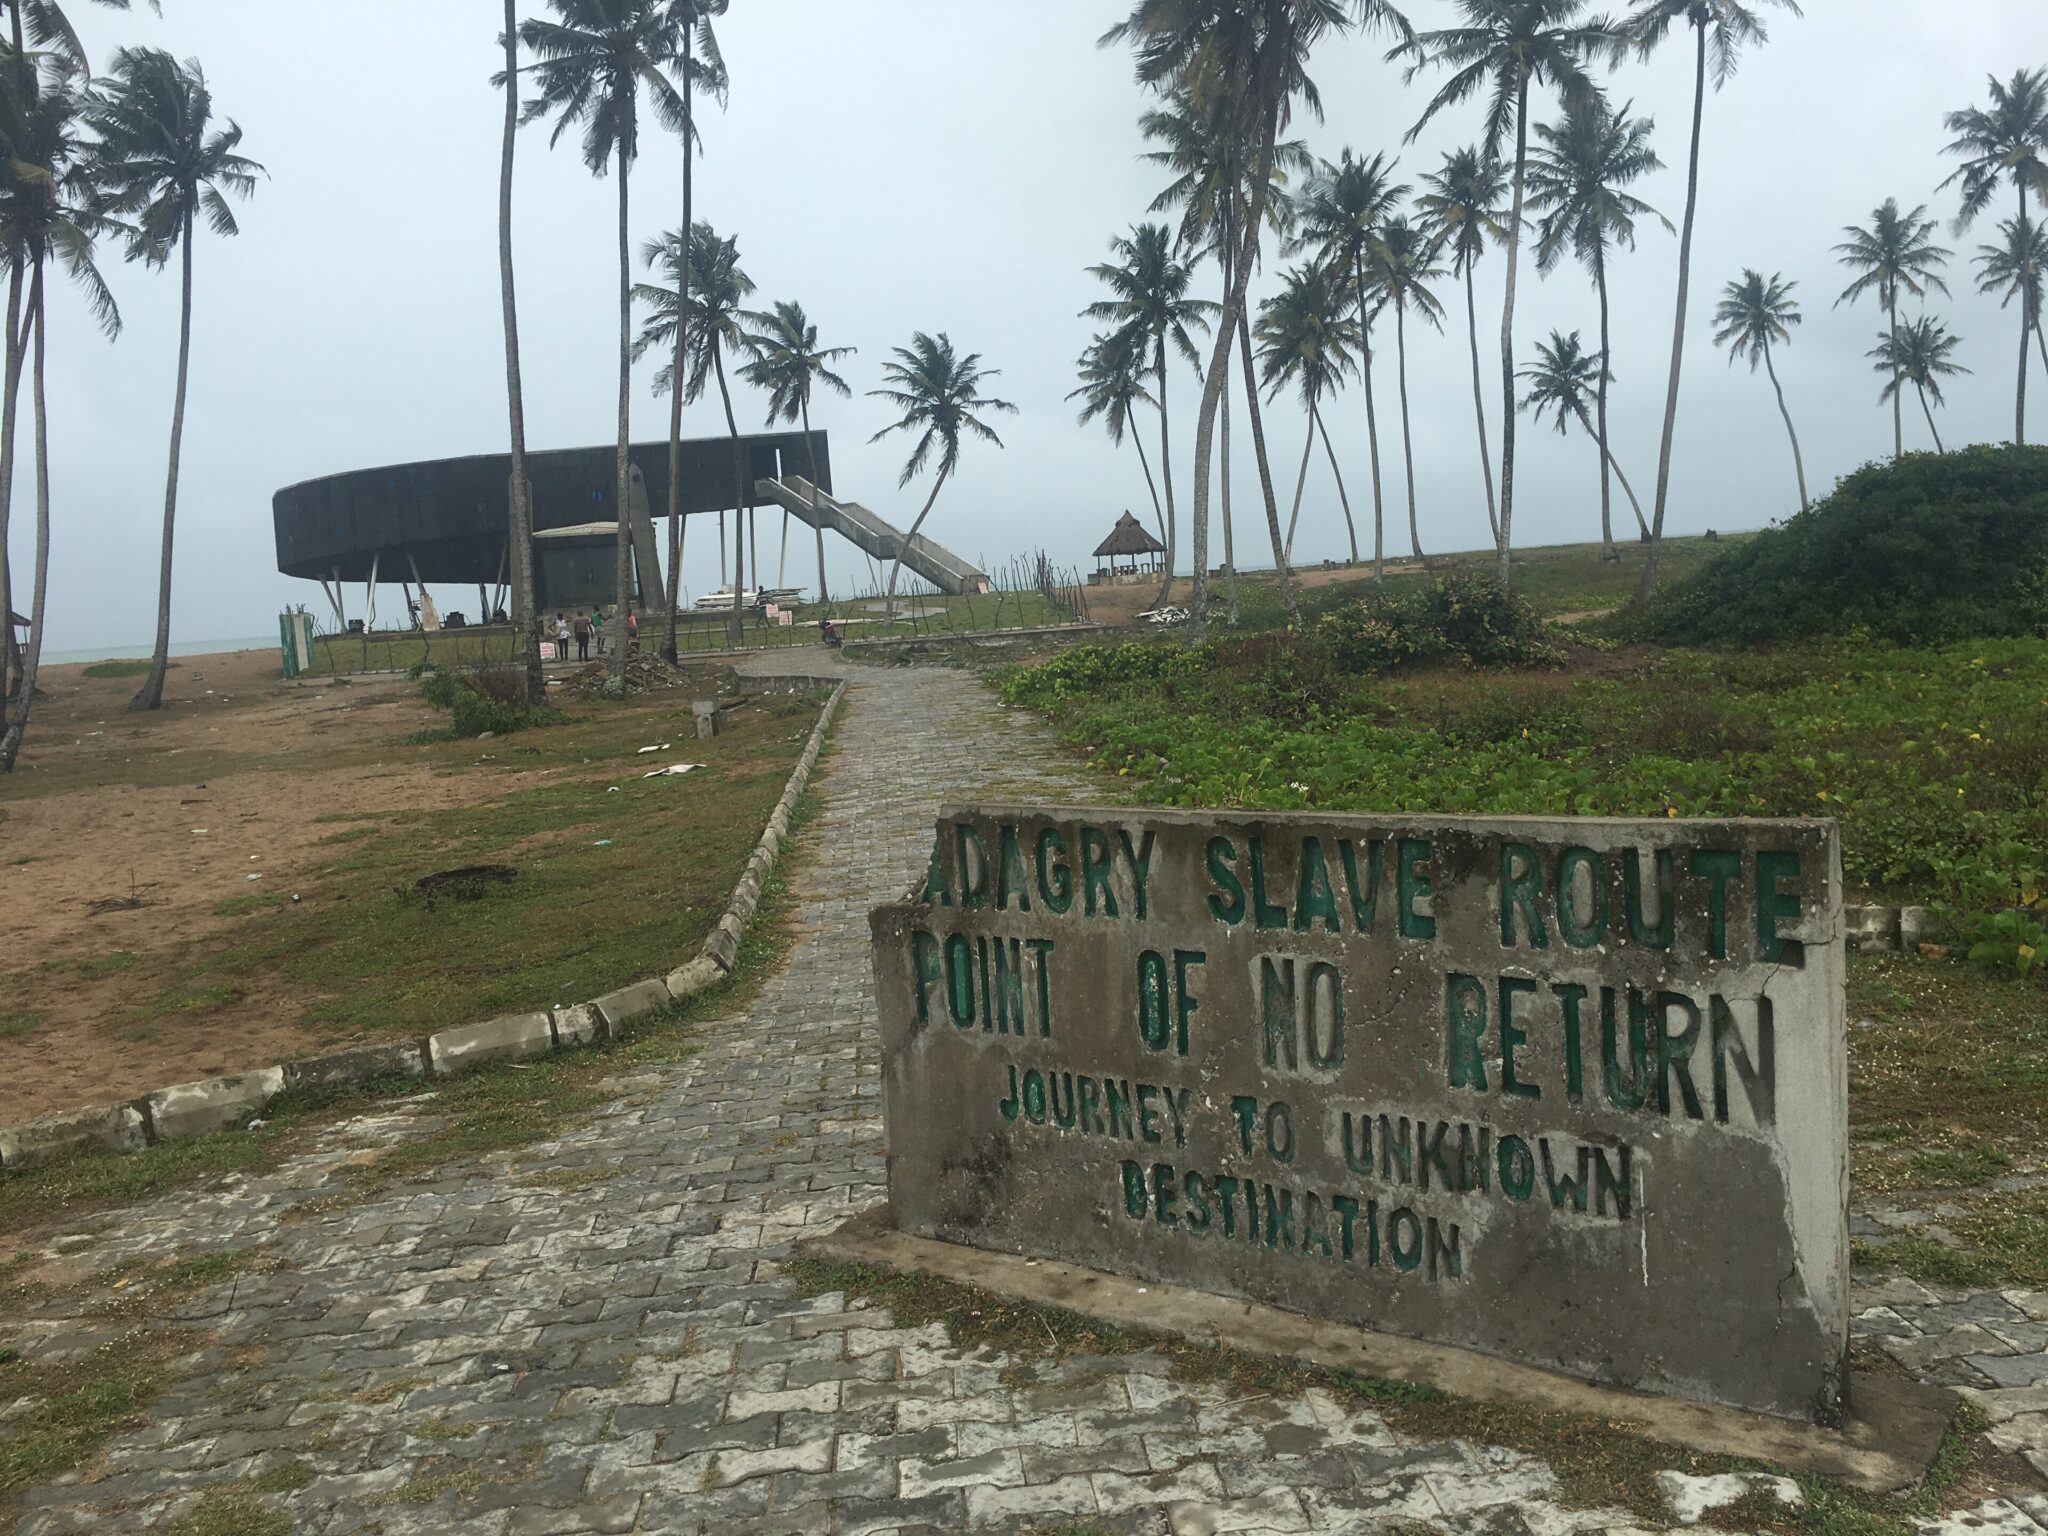 ADAGRY SLAVE ROUTE
POINT OF NO RETURN
JOURNEY TO UNKNOWN
DESTINATION